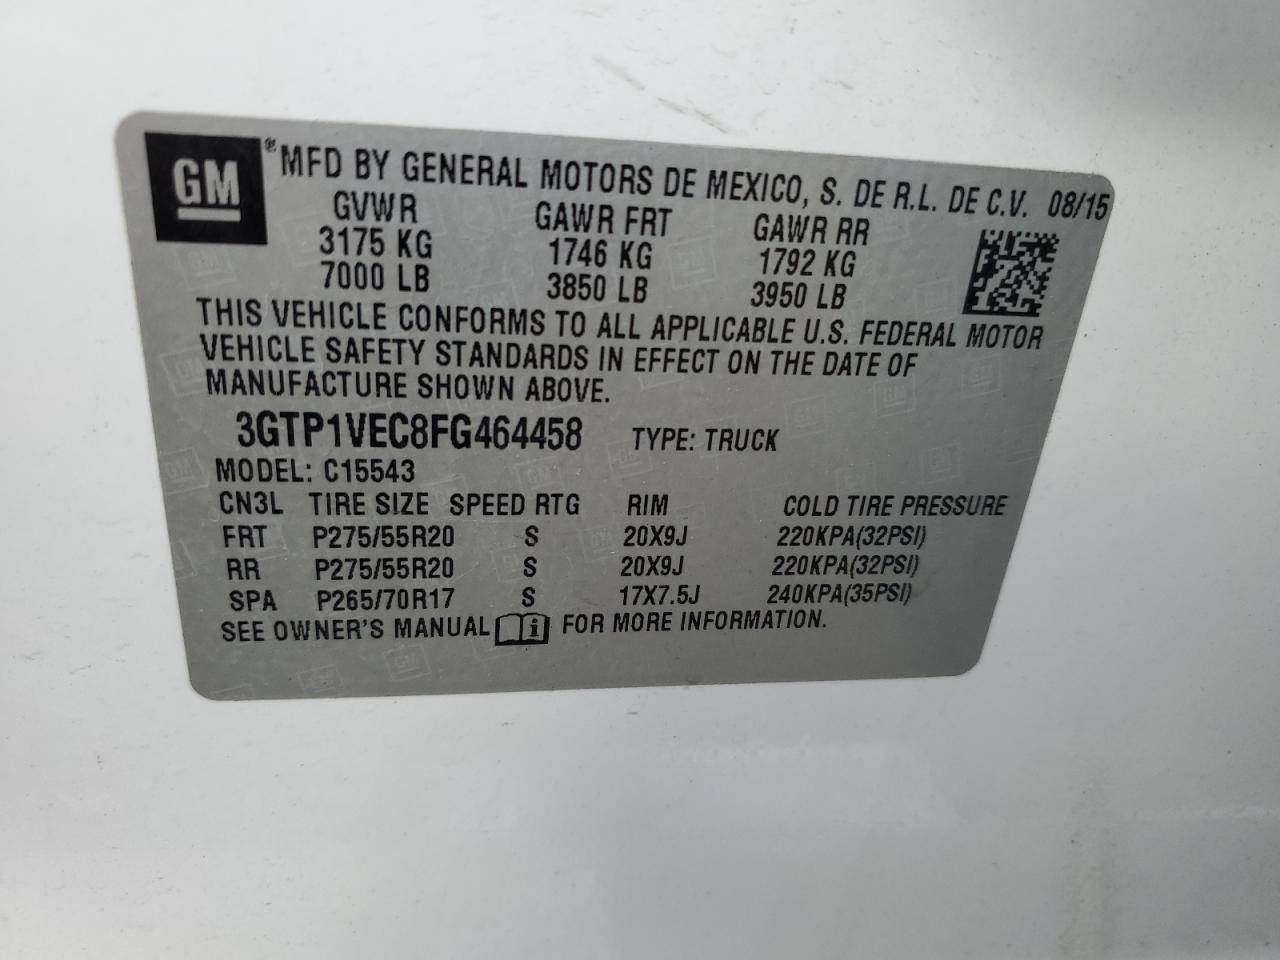 GM ® MFD BY GENERAL MOTORS DE MEXICO, S. DE R.L. DE C.V. 08/15
GVWR GAWR FRT GAWR RR
3175 KG 1746 KG 1792 KG
7000 LB 3850 LB 3950 LB
THIS VEHICLE CONFORMS TO ALL APPLICABLE U.S. FEDERAL MOTOR
VEHICLE SAFETY STANDARDS IN EFFECT ON THE DATE OF
MANUFACTURE SHOWN ABOVE.
3GTP1VEC8FG464458 TYPE: TRUCK
MODEL: C15543
CN3L TIRE SIZE SPEED RTG RIM COLD TIRE PRESSURE
FRT P275/55R20 S 20X9J 220KPA(32PSI)
RR P275/55R20 S 20X9J 220KPA(32PSI)
SPA P265/70R17 S 17X7.5J 240KPA(35PSI)
SEE OWNER'S MANUAL i FOR MORE INFORMATION.